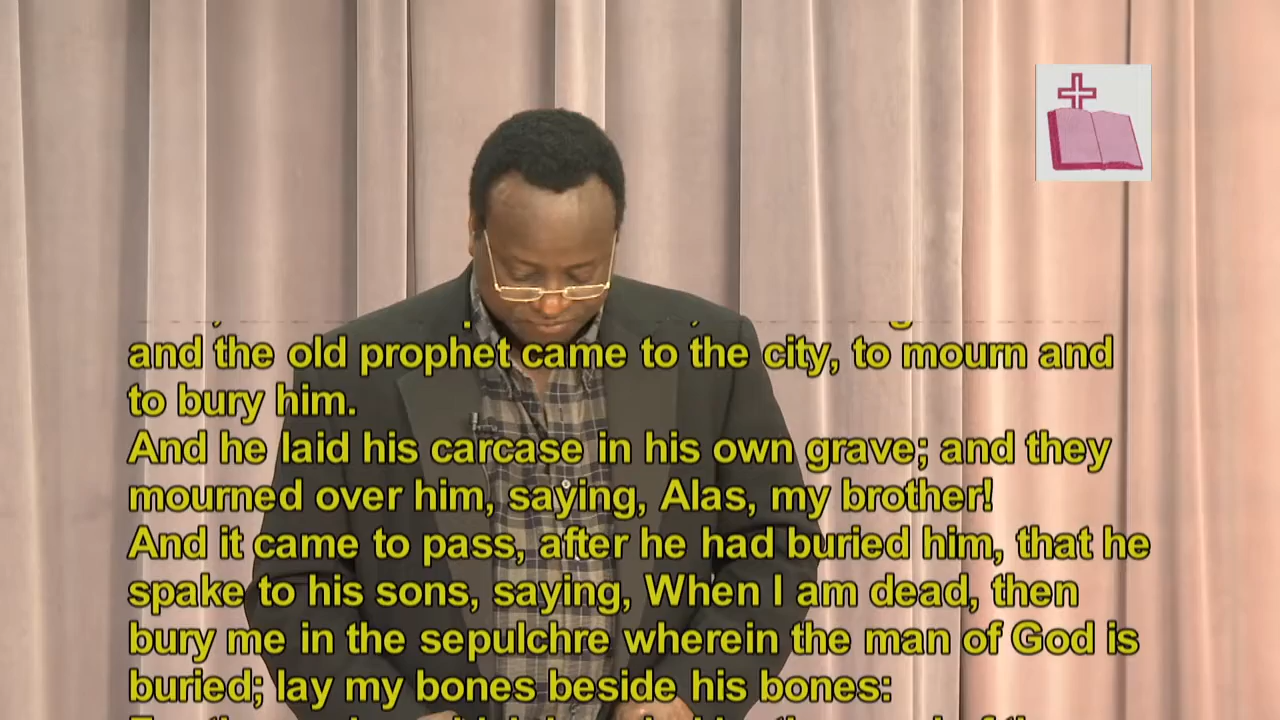 and the old prophet came to the city, to mourn and
to bury him.
And he laid his carcase in his own grave; and they
mourned over him, saying, Alas, my brother!
And it came to pass, after he had buried him, that he
spake to his sons, saying, When I am dead, then
bury me in the sepulchre wherein the man of God is
buried; lay my bones beside his bones: